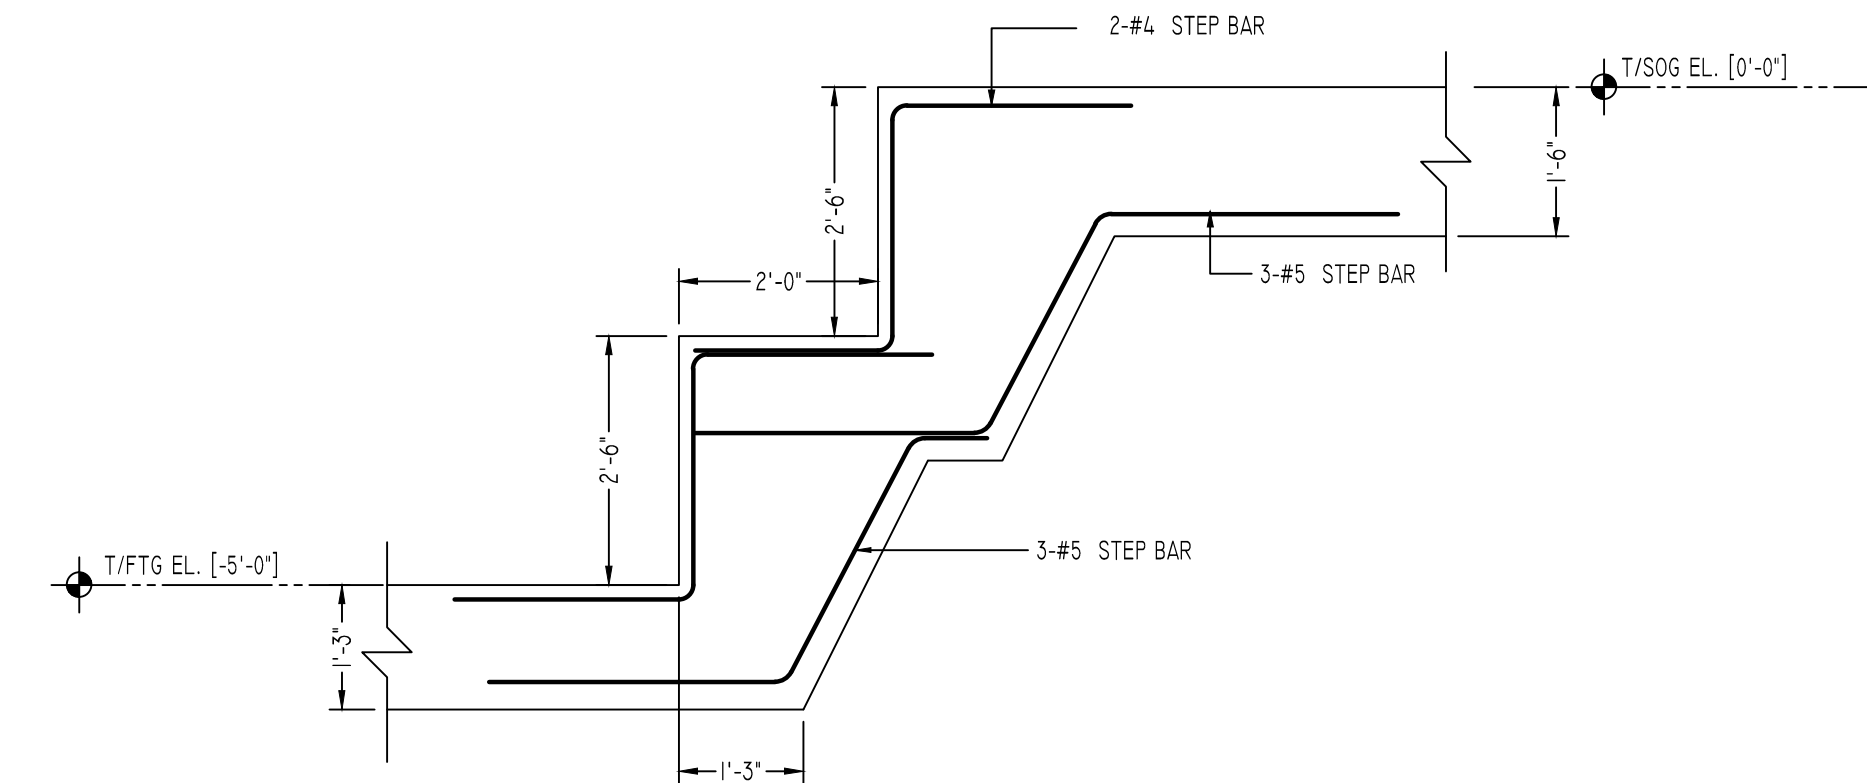 2-#4 STEP BAR
T/SOG EL. [0'-0"]
1'-6"
2'-6"
2'-0"
3-#5 STEP BAR
2'-6"
3-#5 STEP BAR
T/FTG EL. [-5'-0"]
1'-3"
1'-3"